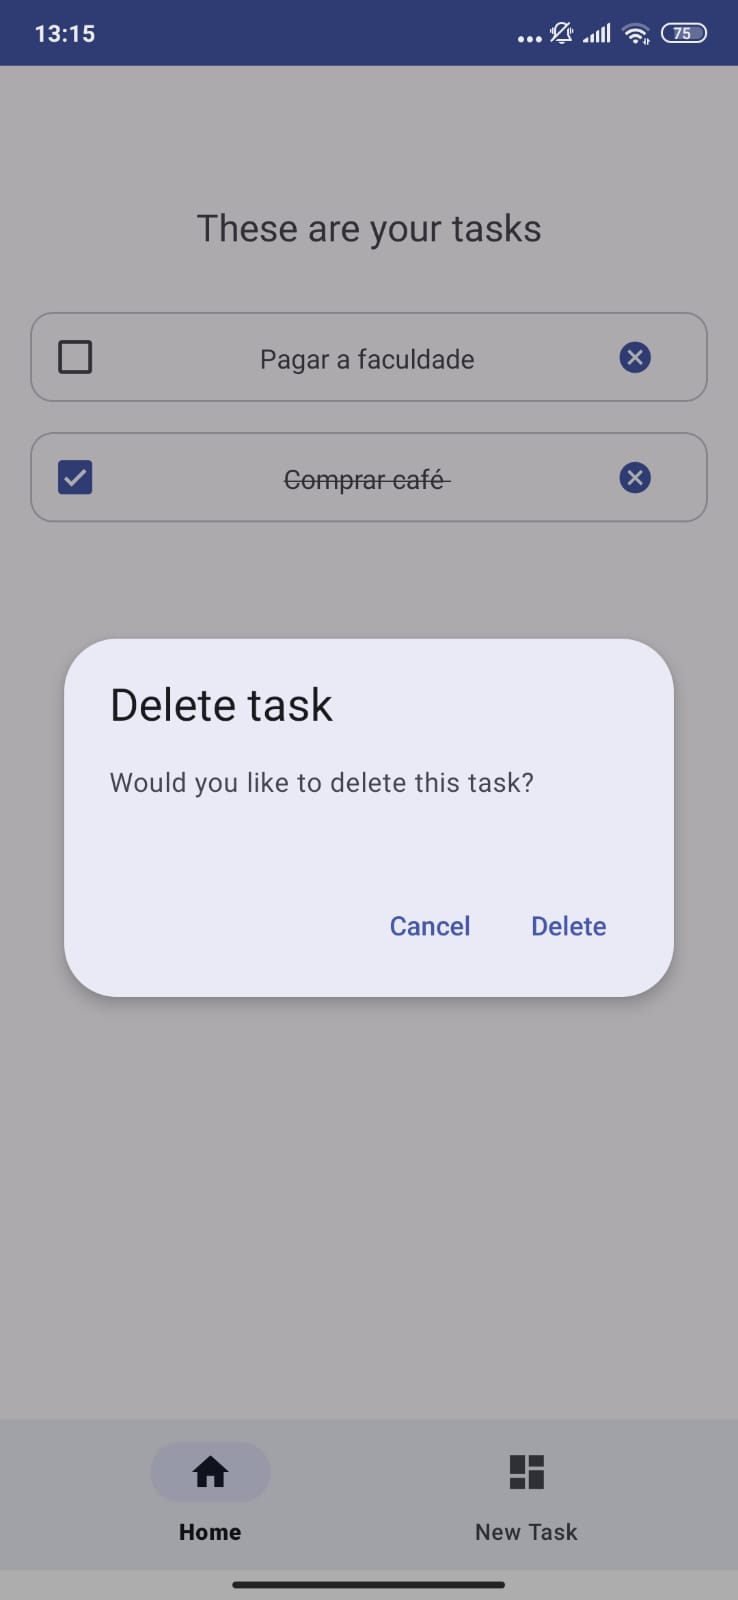 13:15
75
These are your tasks
Pagar a faculdade
Comprar café
Delete task
Would you like to delete this task?
Cancel Delete
Home New Task